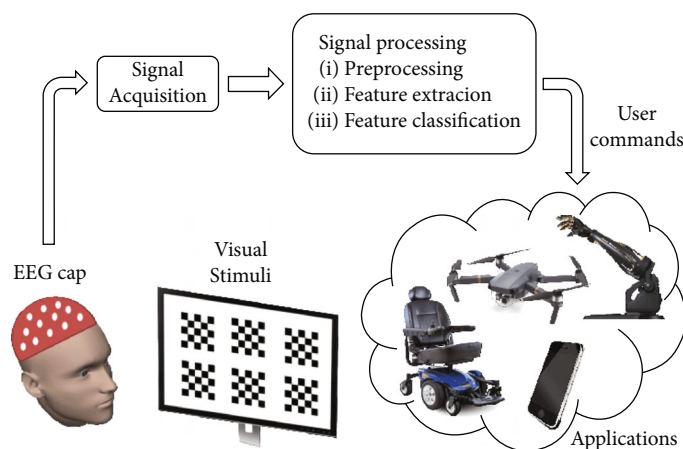 Signal
Acquisition
Signal processing
(i) Preprocessing
(ii) Feature extracion
(iii) Feature classification
User
commands
EEG cap
Visual
Stimuli
Applications